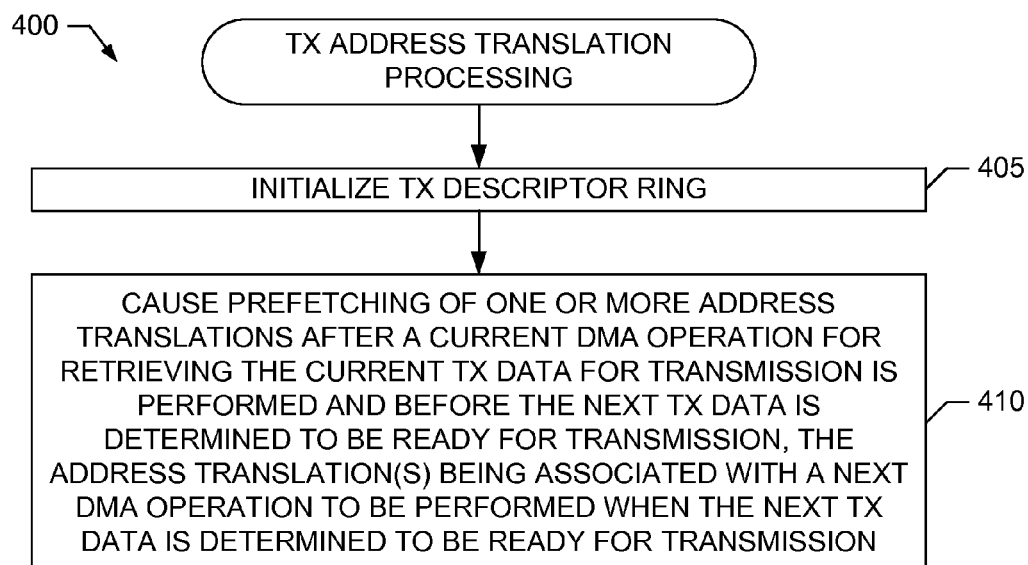 400
TX ADDRESS TRANSLATION
PROCESSING
INITIALIZE TX DESCRIPTOR RING
405
CAUSE PREFETCHING OF ONE OR MORE ADDRESS
TRANSLATIONS AFTER A CURRENT DMA OPERATION FOR
RETRIEVING THE CURRENT TX DATA FOR TRANSMISSION IS
PERFORMED AND BEFORE THE NEXT TX DATA IS
DETERMINED TO BE READY FOR TRANSMISSION, THE
ADDRESS TRANSLATION(S) BEING ASSOCIATED WITH A NEXT
DMA OPERATION TO BE PERFORMED WHEN THE NEXT TX
DATA IS DETERMINED TO BE READY FOR TRANSMISSION
410